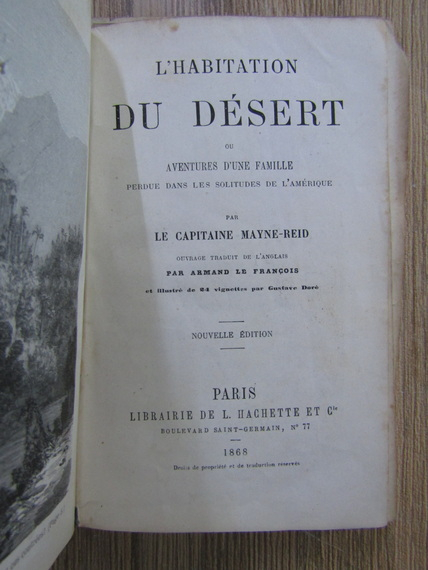 L'HABITATION
DU DÉSERT
OU
AVENTURES D'UNE FAMILLE
PERDUE DANS LES SOLITUDES DE L'AMÉRIQUE
PAR
LE CAPITAINE MAYNE-REID
OUVRAGE TRADUIT DE L'ANGLAIS
PAR ARMAND LE FRANÇOIS
et illustré de 24 vignettes par Gustave Doré
NOUVELLE ÉDITION
PARIS
LIBRAIRIE DE L. HACHETTE ET Cie
BOULEVARD SAINT-GERMAIN, N° 77
1868
Droits de propriété et de traduction réservés